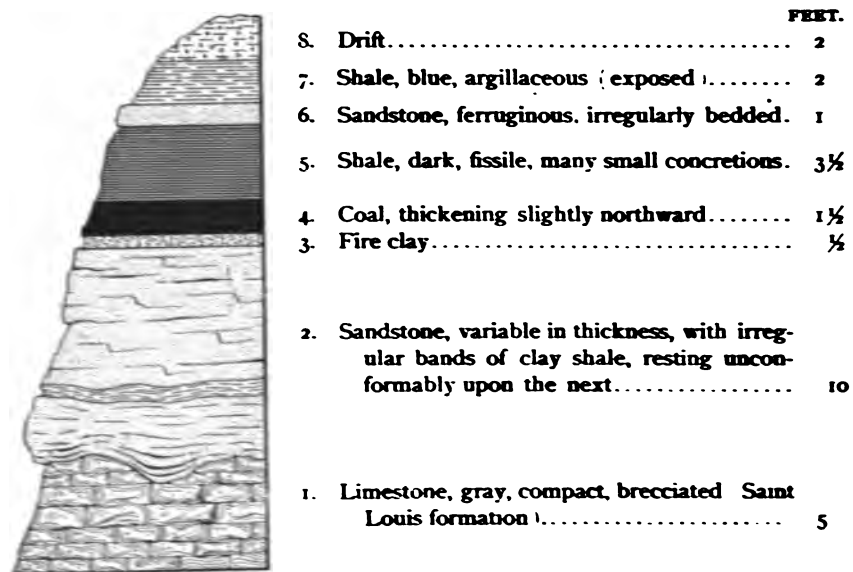 FEET.
8. Drift........................................ 2
7. Shale, blue, argillaceous (exposed)........ 2
6. Sandstone, ferruginous. irregularly bedded. 1
5. Shale, dark, fissile, many small concretions. 3½
4. Coal, thickening slightly northward........ 1½
3. Fire clay.................................. ½
2. Sandstone, variable in thickness, with irreg-
ular bands of clay shale, resting uncon-
formably upon the next................. 10
1. Limestone, gray, compact, brecciated Saint
Louis formation)....................... 5